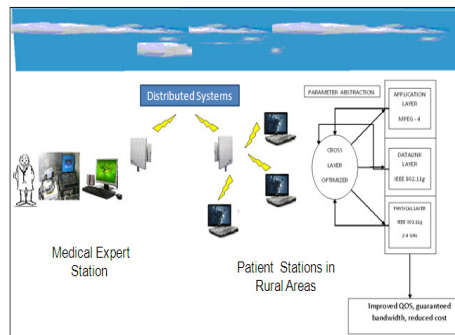 Distributed Systems
Medical Expert
Station
Patient Stations in
Rural Areas
PARAMETER ABSTRACTION
CROSS
LAYER
OPTIMIZER
APPLICATION
LAYER
MPEG - 4
DATALINK
LAYER
IEEE 802.11g
PHYSICAL LAYER
IEEE 802.11g
2.4 GHz
Improved QOS, guaranteed
bandwidth, reduced cost